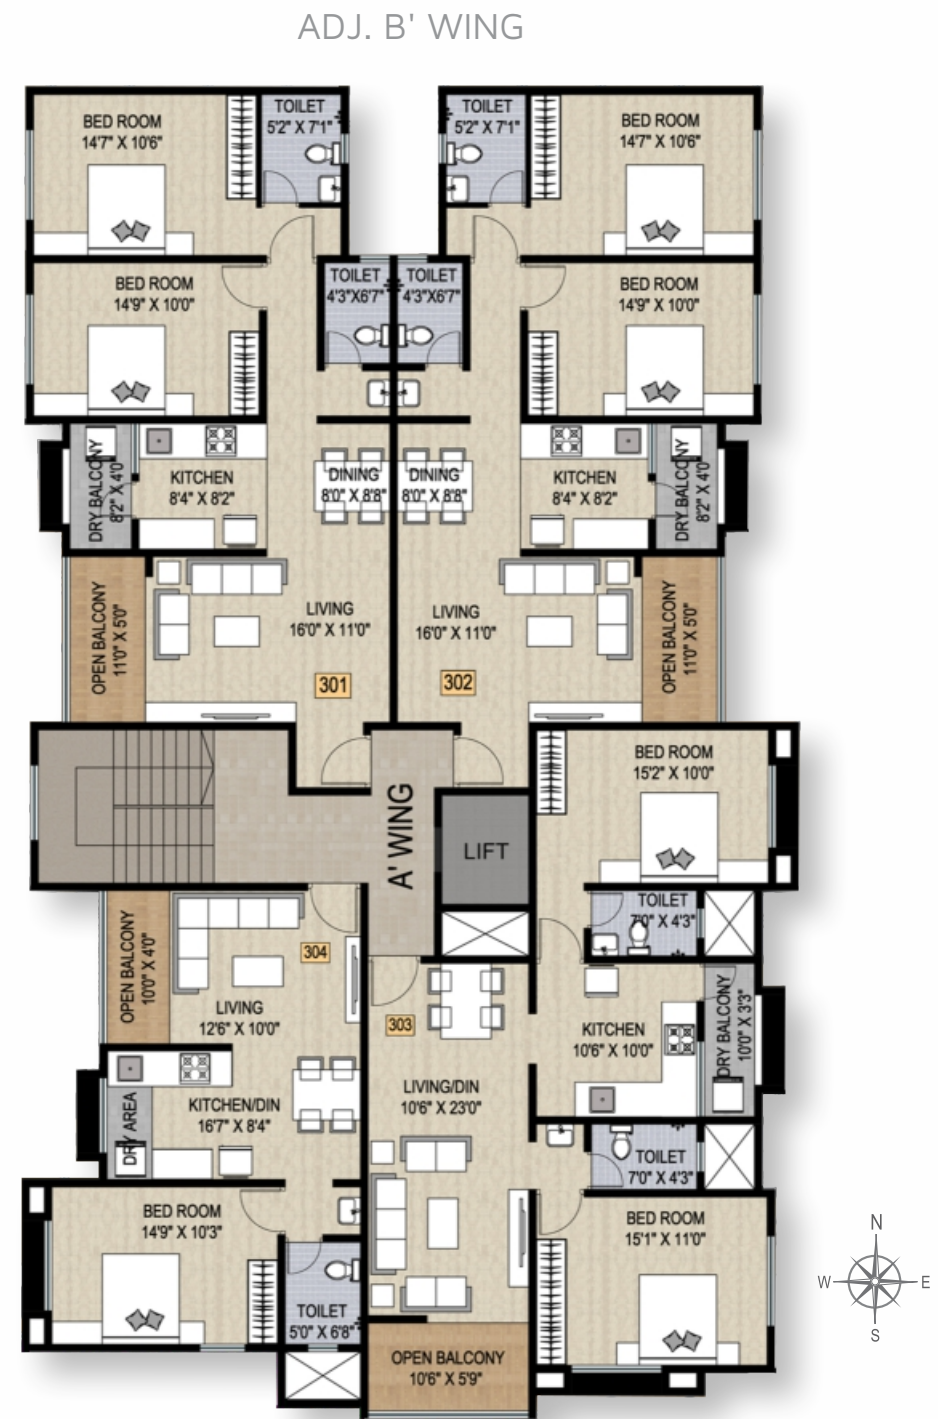 ADJ. B' WING
BED ROOM
14'7" X 10'6"
TOILET
5'2" X 7'1"
TOILET
5'2" X 7'1"
BED ROOM
14'7" X 10'6"
BED ROOM
14'9" X 10'0"
TOILET
4'3"X6'7"
TOILET
4'3"X6'7"
BED ROOM
14'9" X 10'0"
DRY BALCONY
8'2" X 4'0"
KITCHEN
8'4" X 8'2"
DINING
8'0" X 8'8"
DINING
8'0" X 8'8"
KITCHEN
8'4" X 8'2"
DRY BALCONY
8'2" X 4'0"
OPEN BALCONY
11'0" X 5'0"
LIVING
16'0" X 11'0"
301
LIVING
16'0" X 11'0"
302
OPEN BALCONY
11'0" X 5'0"
A' WING
LIFT
BED ROOM
15'2" X 10'0"
TOILET
7'0" X 4'3"
OPEN BALCONY
10'0" X 4'0"
304
LIVING
12'6" X 10'0"
303
KITCHEN
10'6" X 10'0"
DRY BALCONY
10'0" X 3'3"
DRY AREA
KITCHEN/DIN
16'7" X 8'4"
LIVING/DIN
10'6" X 23'0"
TOILET
7'0" X 4'3"
BED ROOM
14'9" X 10'3"
BED ROOM
15'1" X 11'0"
TOILET
5'0" X 6'8"
OPEN BALCONY
10'6" X 5'9"
N
W E
S